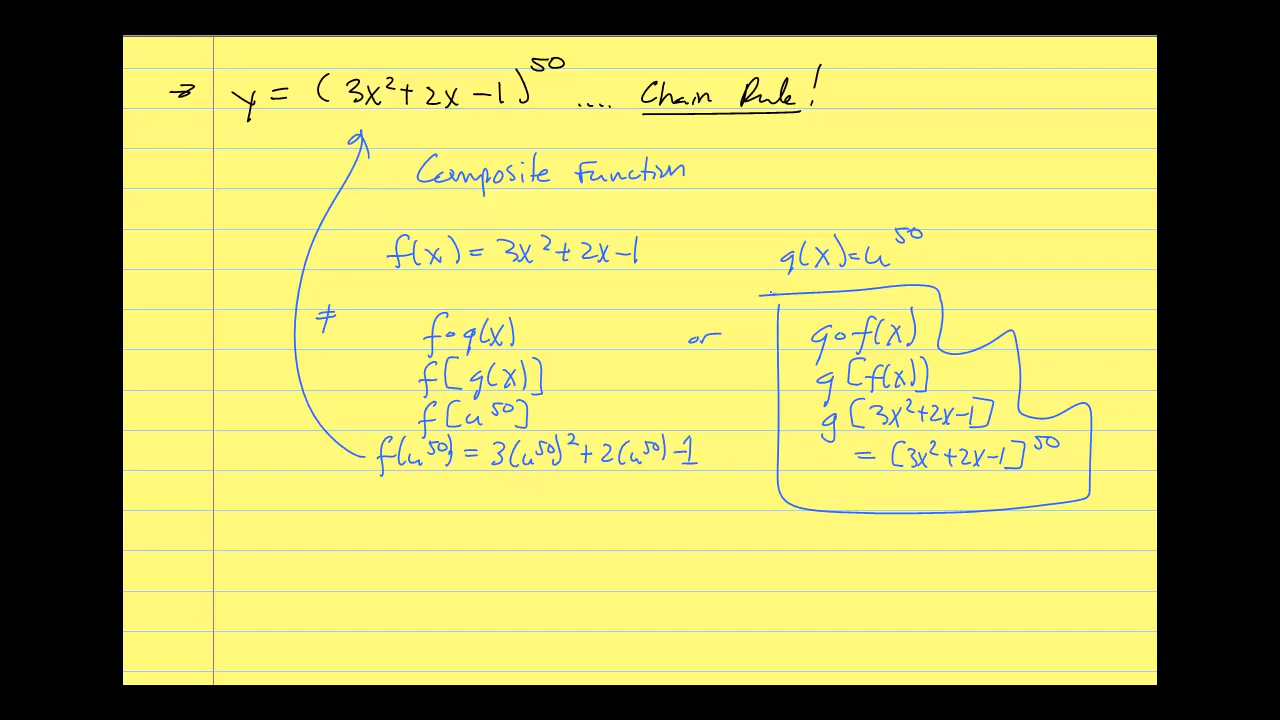 → y = (3x²+2x-1)⁵⁰ .... Chain Rule!
Composite Function
f(x) = 3x²+2x-1 g(x)=u⁵⁰
≠ f∘g(x) or g∘f(x)
f[g(x)] g[f(x)]
f[u⁵⁰] g[3x²+2x-1]
f(u⁵⁰) = 3(u⁵⁰)²+2(u⁵⁰)-1 = [3x²+2x-1]⁵⁰